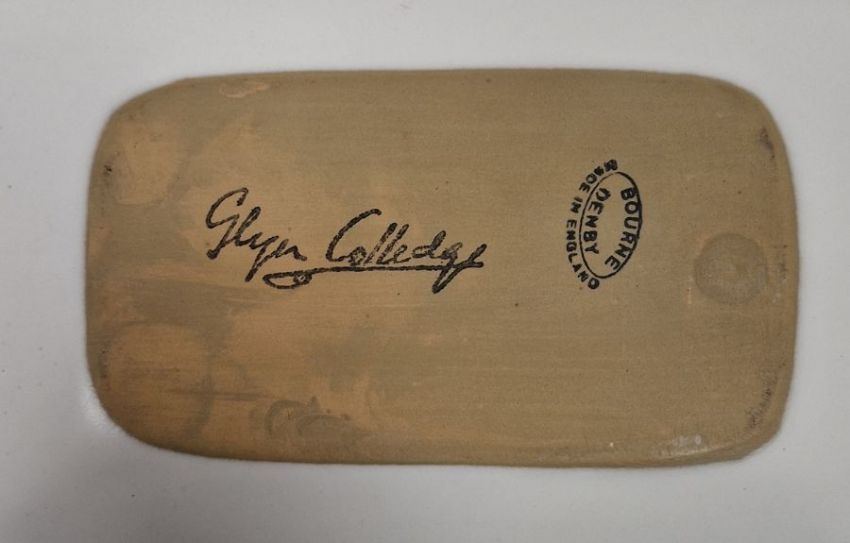 Glyn Colledge
BOURNE
DENBY
MADE IN ENGLAND